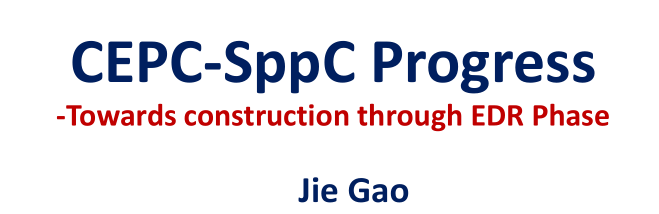 CEPC-SppC Progress
-Towards construction through EDR Phase
Jie Gao